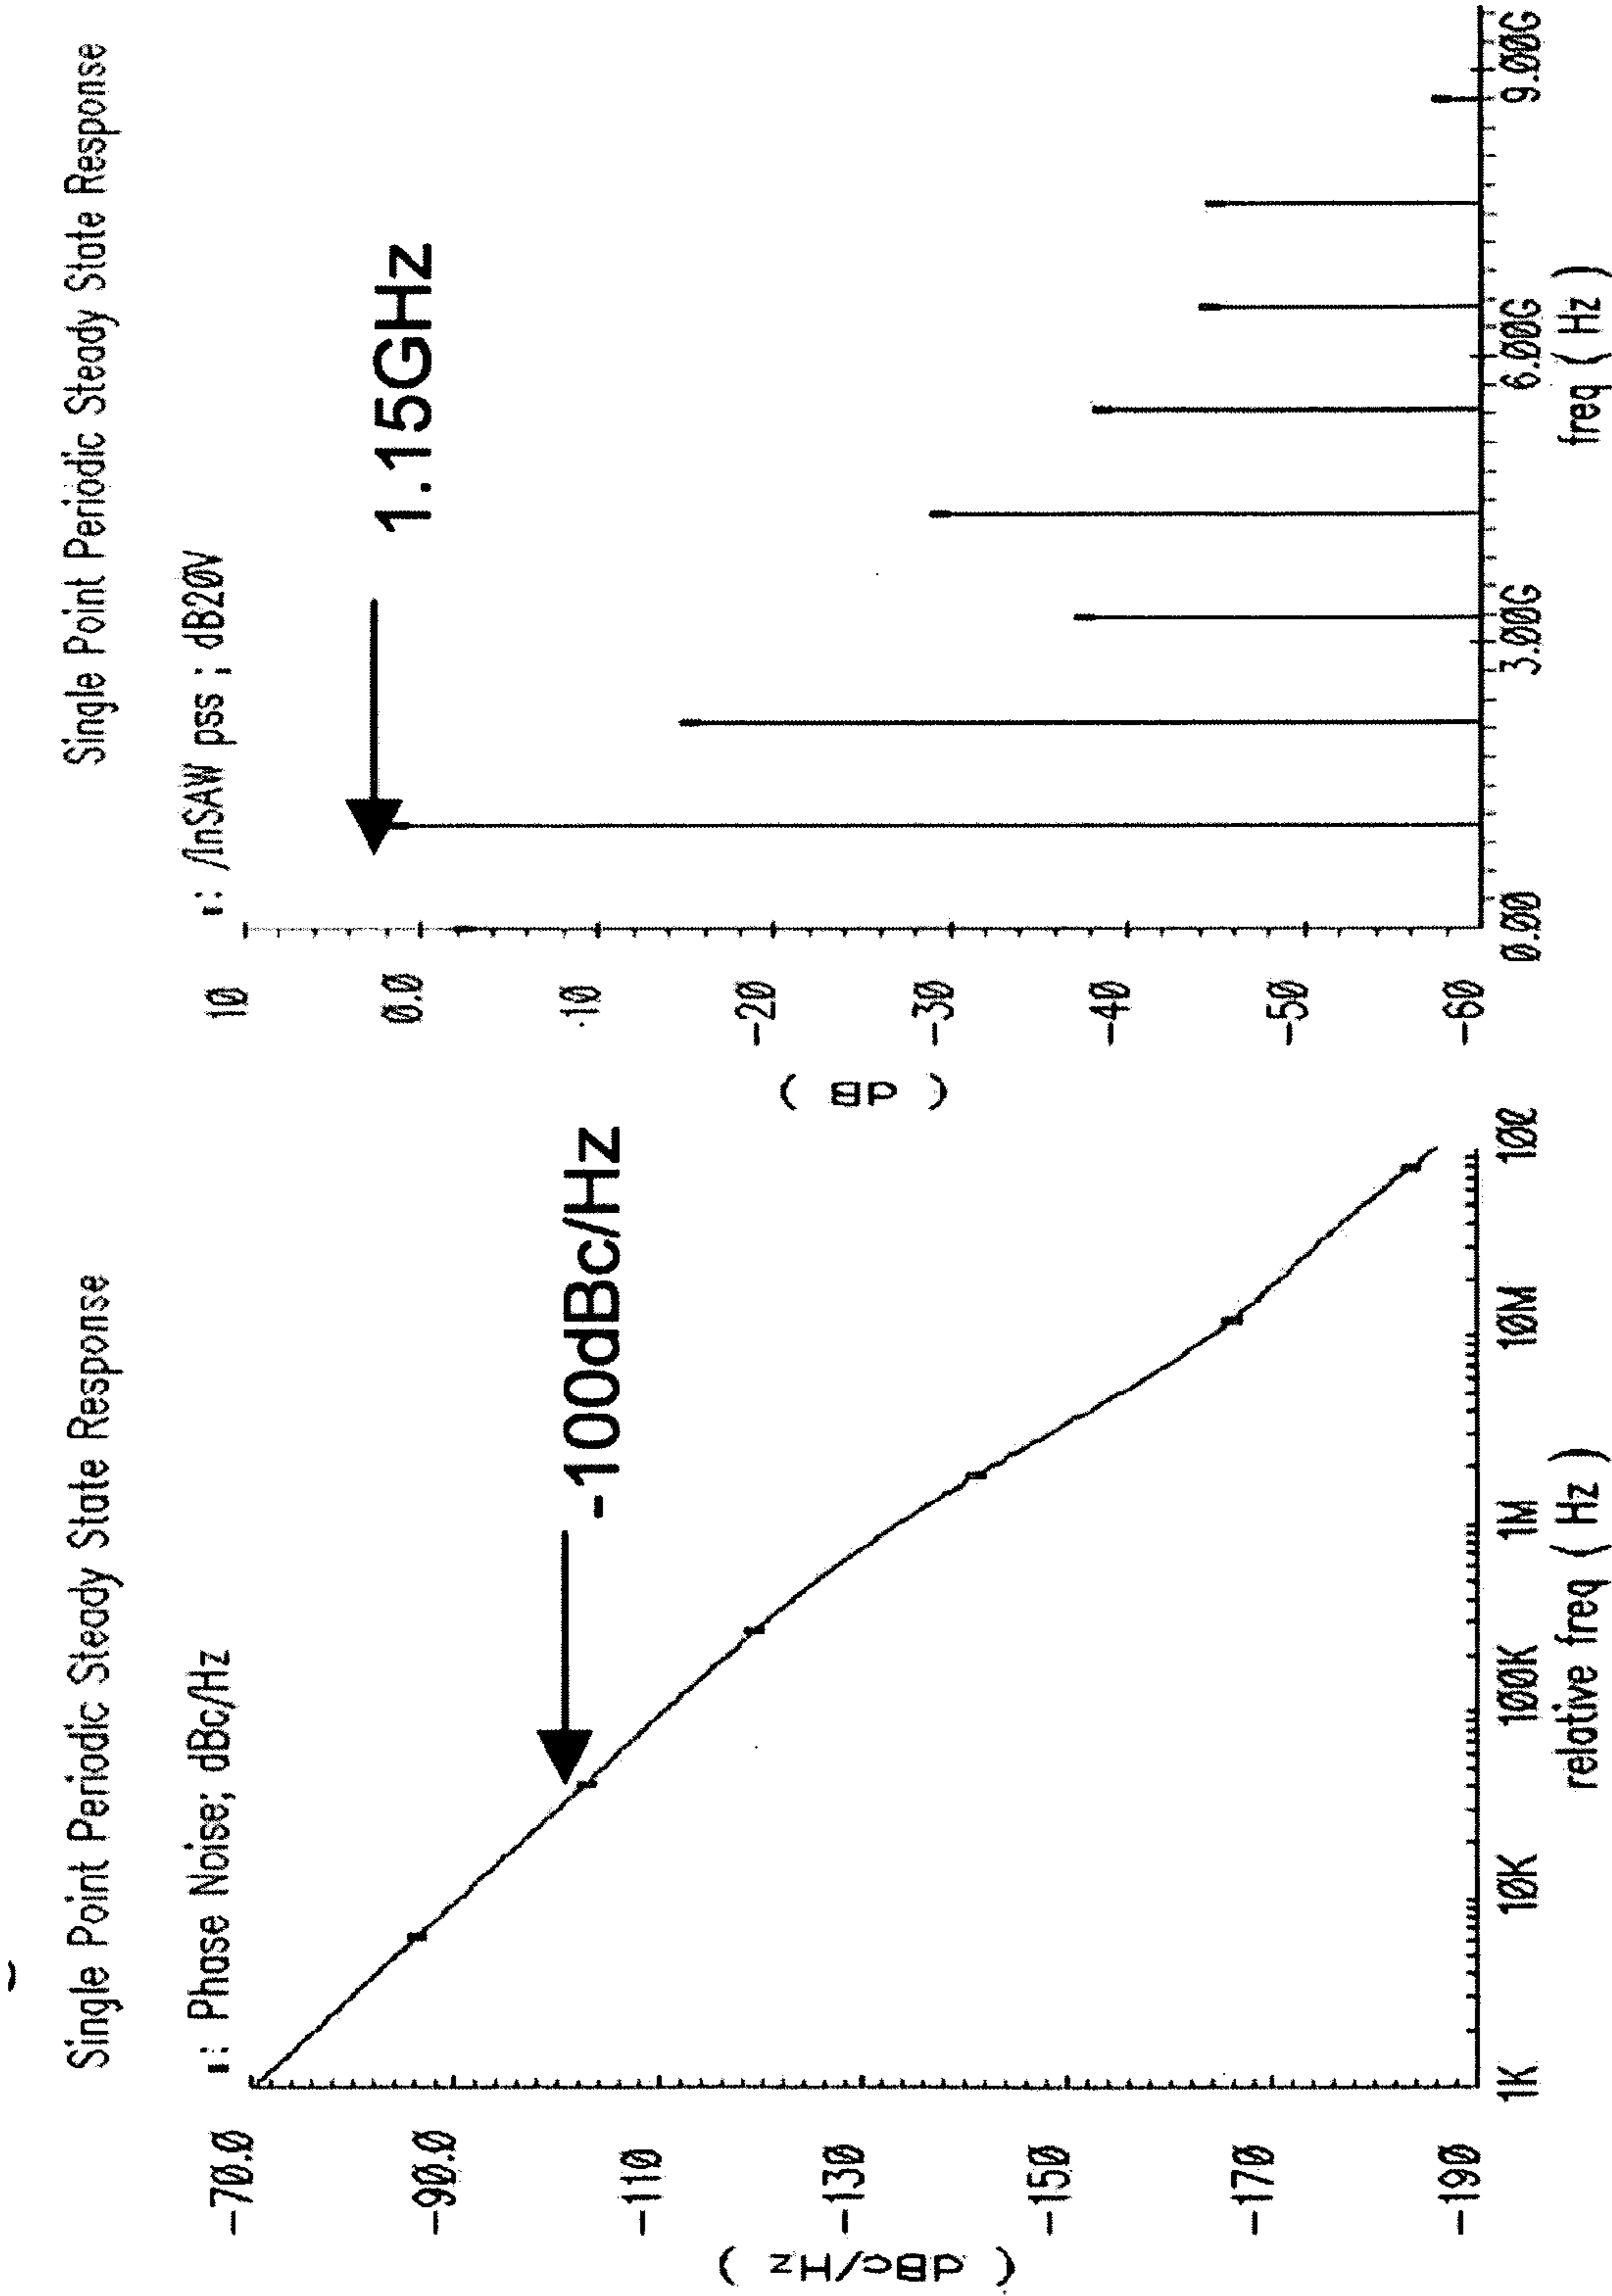 Single Point Periodic Steady State Response
: Phase Noise; dBc/Hz
-100dBc/Hz
-70.0
-90.0
-110
-130
-150
-170
-190
( dBc/Hz )
1K
10K
100K
1M
10M
relative freq ( Hz )
Single Point Periodic Steady State Response
: /InSAW pss ; dB20V
1.15GHz
10
0.0
-10
-20
-30
-40
-50
-60
( dB )
0.00
3.00G
6.00G
9.00G
freq ( Hz )